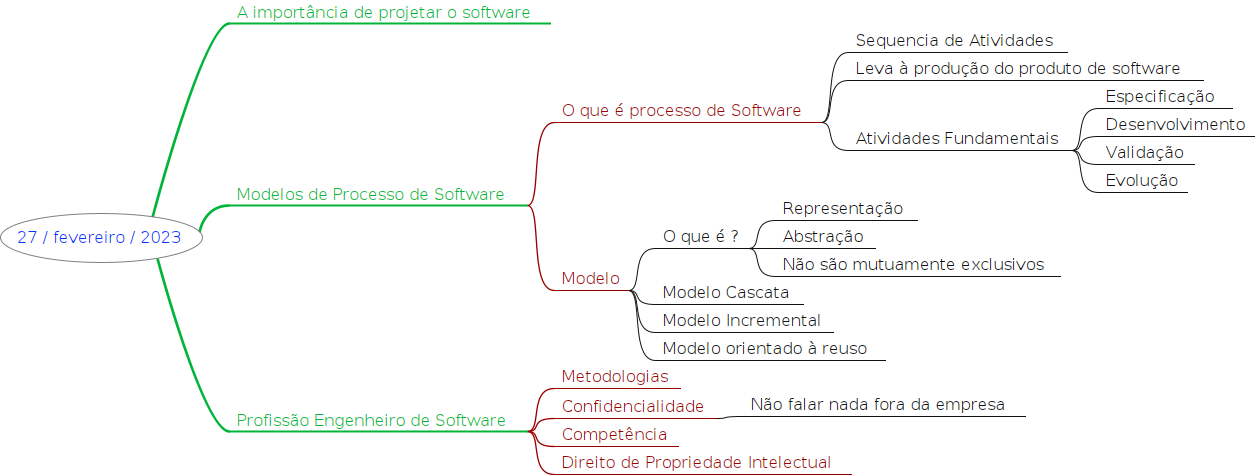 A importância de projetar o software
Sequencia de Atividades
Leva à produção do produto de software
Especificação
O que é processo de Software
Desenvolvimento
Atividades Fundamentais
Validação
Evolução
Modelos de Processo de Software
Representação
27 / fevereiro / 2023
O que é ?
Abstração
Não são mutuamente exclusivos
Modelo
Modelo Cascata
Modelo Incremental
Modelo orientado à reuso
Metodologias
Confidencialidade
Não falar nada fora da empresa
Profissão Engenheiro de Software
Competência
Direito de Propriedade Intelectual